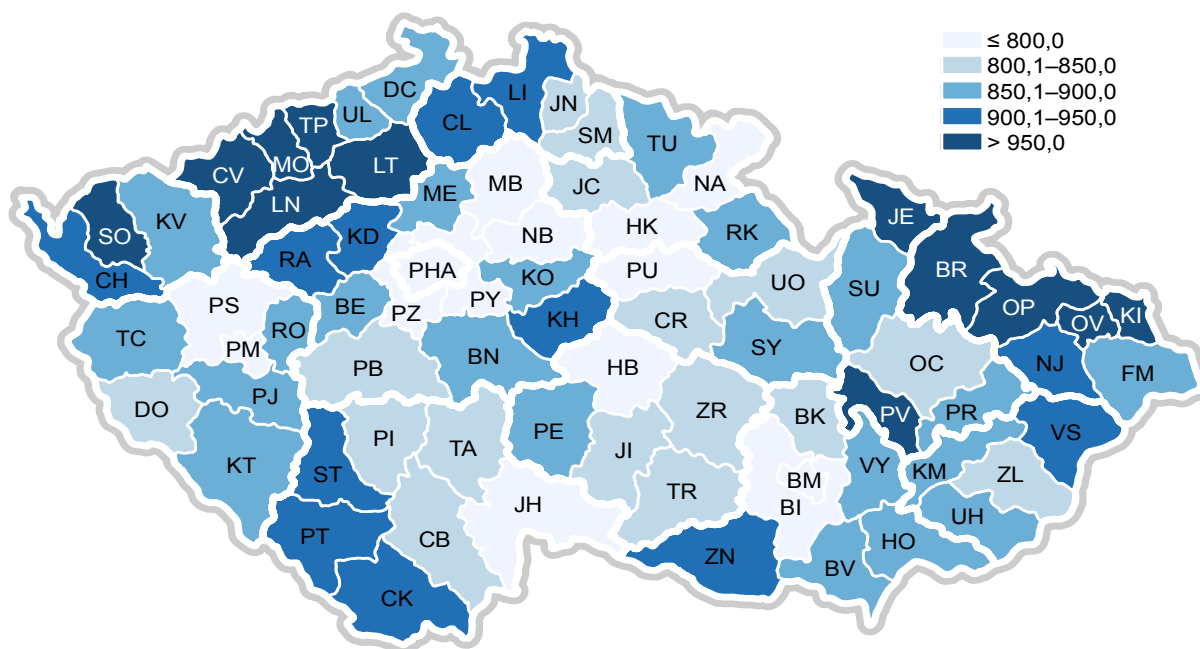 ≤ 800,0
800,1–850,0
850,1–900,0
900,1–950,0
> 950,0
DC
LI
JN
UL
CL
TP
SM
TU
MO
LT
CV
MB
JC
NA
ME
LN
KV
SO
NB
HK
RK
JE
KD
RA
PHA
PU
BR
CH
KO
UO
SU
PY
PS
BE
PZ
KH
CR
OP
OV
KI
RO
TC
PM
BN
SY
PB
HB
OC
NJ
FM
PJ
DO
ZR
BK
PV
PR
PI
TA
PE
VS
JI
KT
ST
VY
KM
ZL
BM
TR
JH
BI
UH
PT
CB
HO
ZN
BV
CK